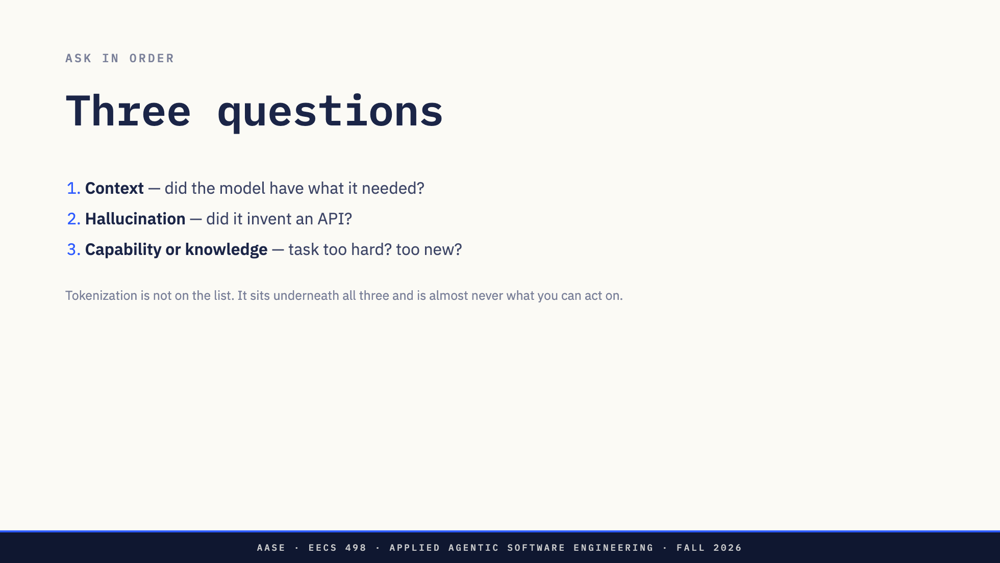 ASK IN ORDER
Three questions
1. Context — did the model have what it needed?
2. Hallucination — did it invent an API?
3. Capability or knowledge — task too hard? too new?
Tokenization is not on the list. It sits underneath all three and is almost never what you can act on.
AASE · EECS 498 · APPLIED AGENTIC SOFTWARE ENGINEERING · FALL 2026